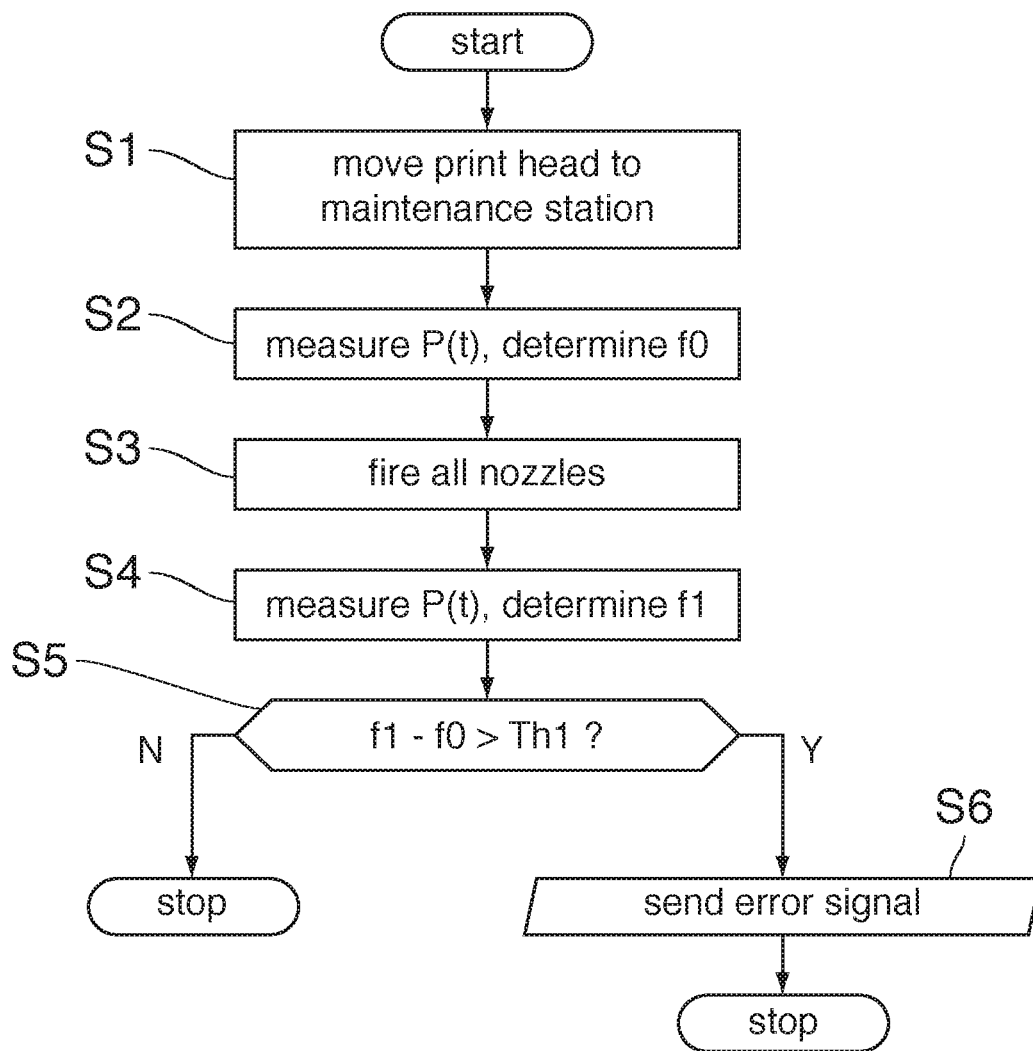 start
S1
move print head to
maintenance station
S2
measure P(t), determine f0
S3
fire all nozzles
S4
measure P(t), determine f1
S5
f1 - f0 > Th1 ?
N
Y
S6
stop
send error signal
stop